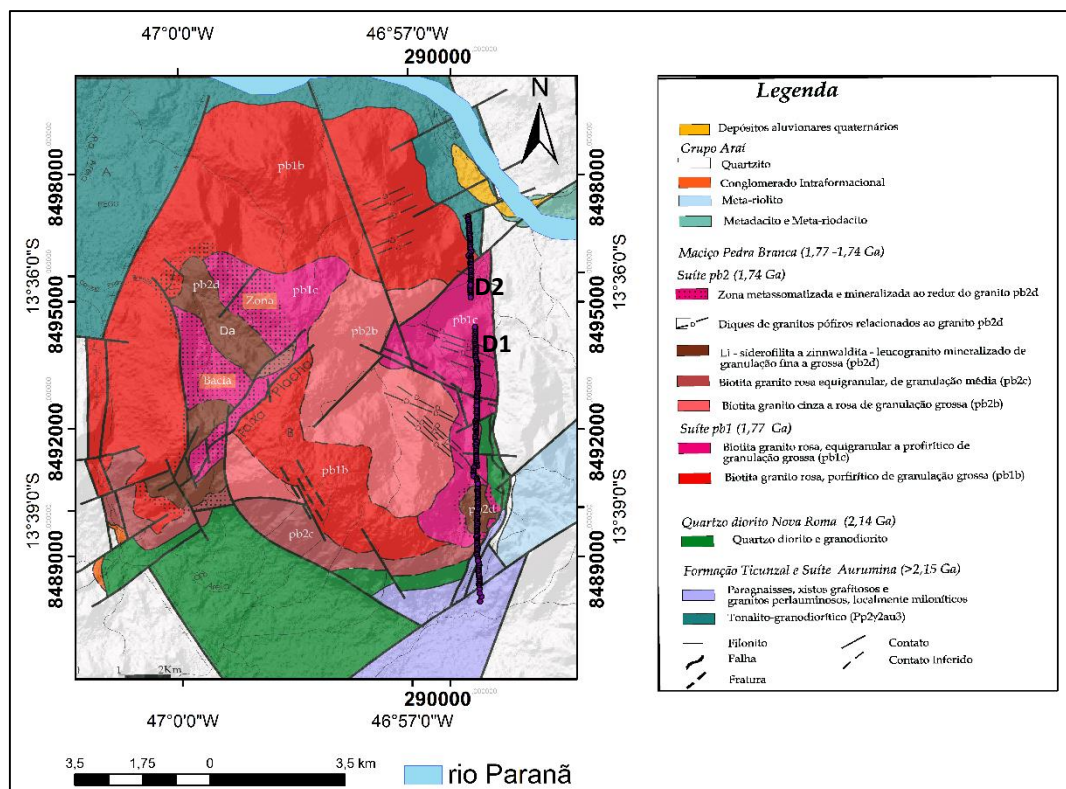 47°0'0"W
46°57'0"W
290000
N
8498000
8498000
13°36'0"S
13°36'0"S
8495000
8495000
8492000
8492000
13°39'0"S
13°39'0"S
8489000
8489000
pb1b
pb2d
Zona
pb1c
Da
pb2b
pb1c
D2
D1
Bacia
Faixa Placha
B
pb1b
pb2c
pb2d
1 2Km
290000
47°0'0"W
46°57'0"W
3,5 1,75 0 3,5 km
rio Paranã
Legenda
Depósitos aluvionares quaternários
Grupo Araí
Quartzito
Conglomerado Intraformacional
Meta-riolito
Metadacito e Meta-riodacito
Maciço Pedra Branca (1,77 -1,74 Ga)
Suíte pb2 (1,74 Ga)
Zona metassomatizada e mineralizada ao redor do granito pb2d
Diques de granitos pófiros relacionados ao granito pb2d
Li - siderofilita a zinnwaldita - leucogranito mineralizado de
granulação fina a grossa (pb2d)
Biotita granito rosa equigranular, de granulação média (pb2c)
Biotita granito cinza a rosa de granulação grossa (pb2b)
Suíte pb1 (1,77 Ga)
Biotita granito rosa, equigranular a profirítico de
granulação grossa (pb1c)
Biotita granito rosa, porfirítico de granulação grossa (pb1b)
Quartzo diorito Nova Roma (2,14 Ga)
Quartzo diorito e granodiorito
Formação Ticunzal e Suíte Aurumina (>2,15 Ga)
Paragnaisses, xistos grafitosos e
granitos perlauminosos, localmente miloníticos
Tonalito-granodiorítico (Pp2γ2au3)
Filonito
Contato
Falha
Contato Inferido
Fratura